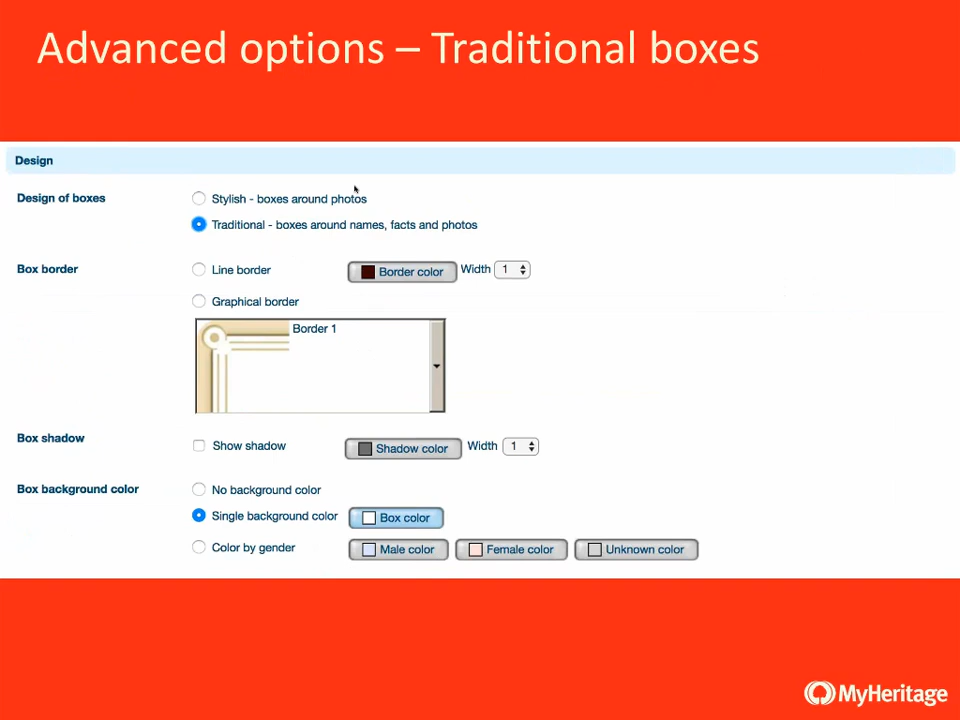 Advanced options – Traditional boxes
Design
Design of boxes
Stylish - boxes around photos
Traditional - boxes around names, facts and photos
Box border
Line border
Border color
Width
1
Graphical border
Border 1
Box shadow
Show shadow
Shadow color
Width
1
Box background color
No background color
Single background color
Box color
Color by gender
Male color
Female color
Unknown color
MyHeritage